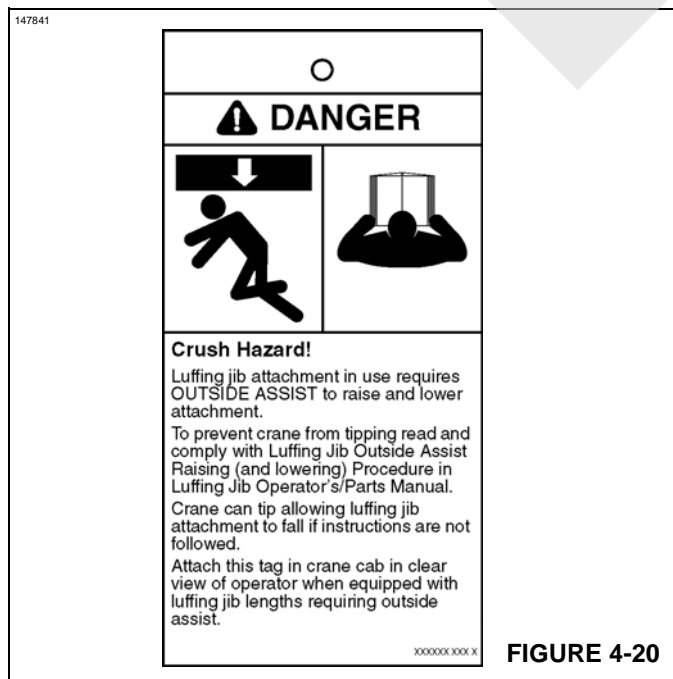 147841
DANGER
Crush Hazard!
Luffing jib attachment in use requires
OUTSIDE ASSIST to raise and lower
attachment.
To prevent crane from tipping read and
comply with Luffing Jib Outside Assist
Raising (and lowering) Procedure in
Luffing Jib Operator's/Parts Manual.
Crane can tip allowing luffing jib
attachment to fall if instructions are not
followed.
Attach this tag in crane cab in clear
view of operator when equipped with
luffing jib lengths requiring outside
assist.
xxxxxx xxx x
FIGURE 4-20